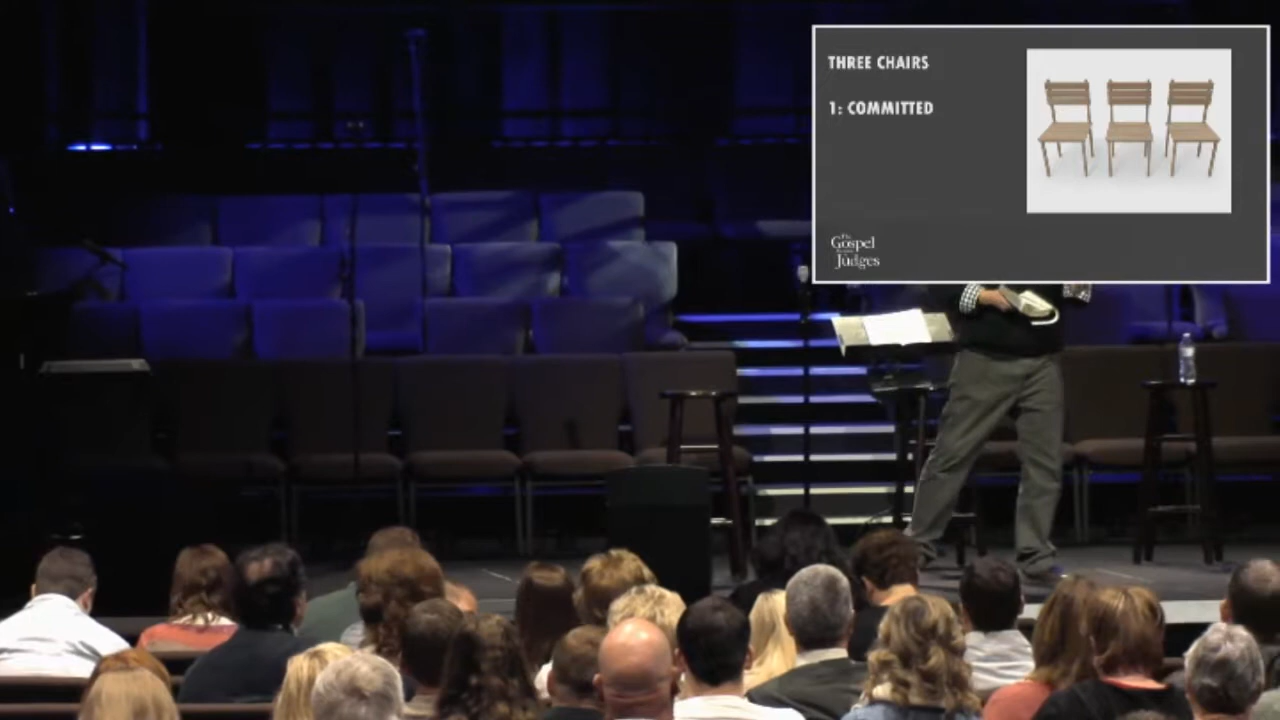 THREE CHAIRS
1: COMMITTED
The
Gospel
Judges